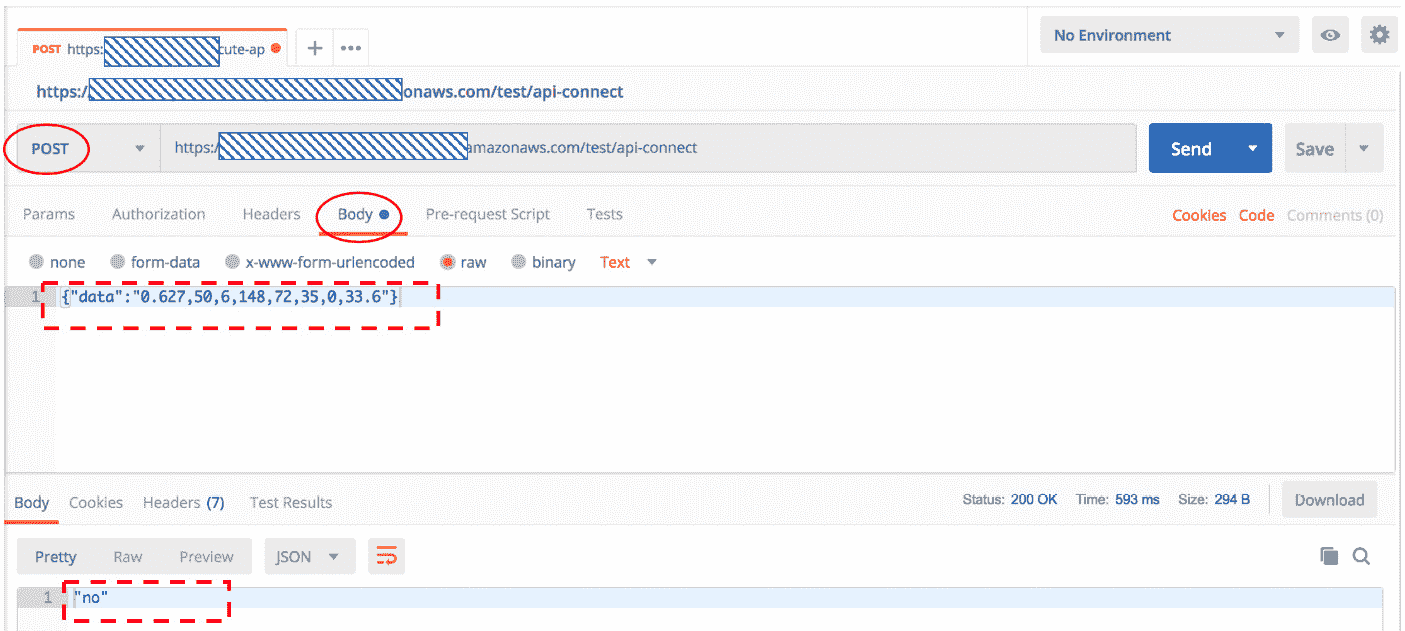 POST https: cute-ap + •••
No Environment
https:/ onaws.com/test/api-connect
POST https:/ amazonaws.com/test/api-connect Send Save
Params Authorization Headers Body Pre-request Script Tests Cookies Code Comments (0)
none form-data x-www-form-urlencoded raw binary Text
1 {"data":"0.627,50,6,148,72,35,0,33.6"}
Body Cookies Headers (7) Test Results Status: 200 OK Time: 593 ms Size: 294 B Download
Pretty Raw Preview JSON
1 "no"